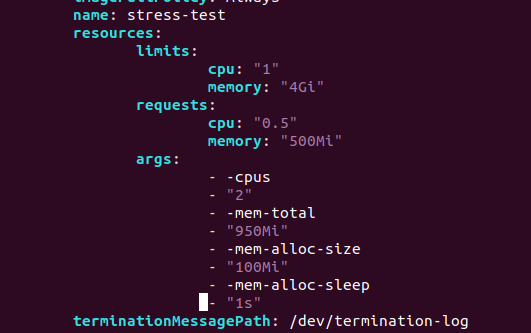 name: stress-test
resources:
limits:
cpu: "1"
memory: "4Gi"
requests:
cpu: "0.5"
memory: "500Mi"
args:
- -cpus
- "2"
- -mem-total
- "950Mi"
- -mem-alloc-size
- "100Mi"
- -mem-alloc-sleep
- "1s"
terminationMessagePath: /dev/termination-log